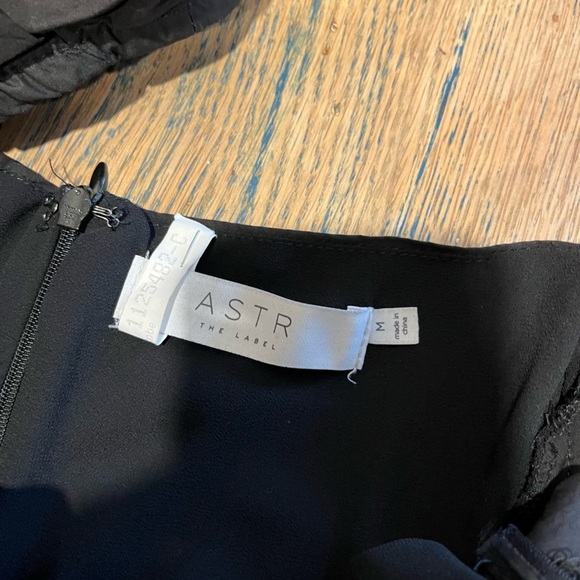 1125482-C
ASTR
THE LABEL
M
made in
china